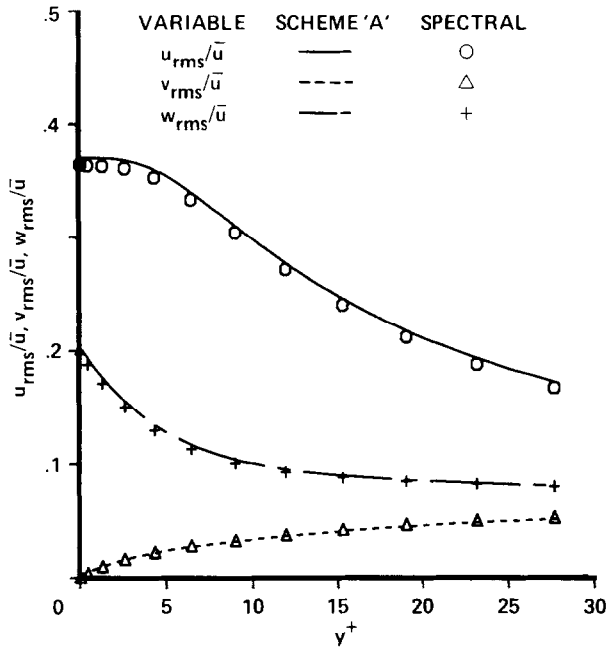 .5
VARIABLE SCHEME 'A' SPECTRAL
u_rms/ū
v_rms/ū
w_rms/ū
.4
.2
.1
u_rms/ū, v_rms/ū, w_rms/ū
0 5 10 15 20 25 30
y⁺